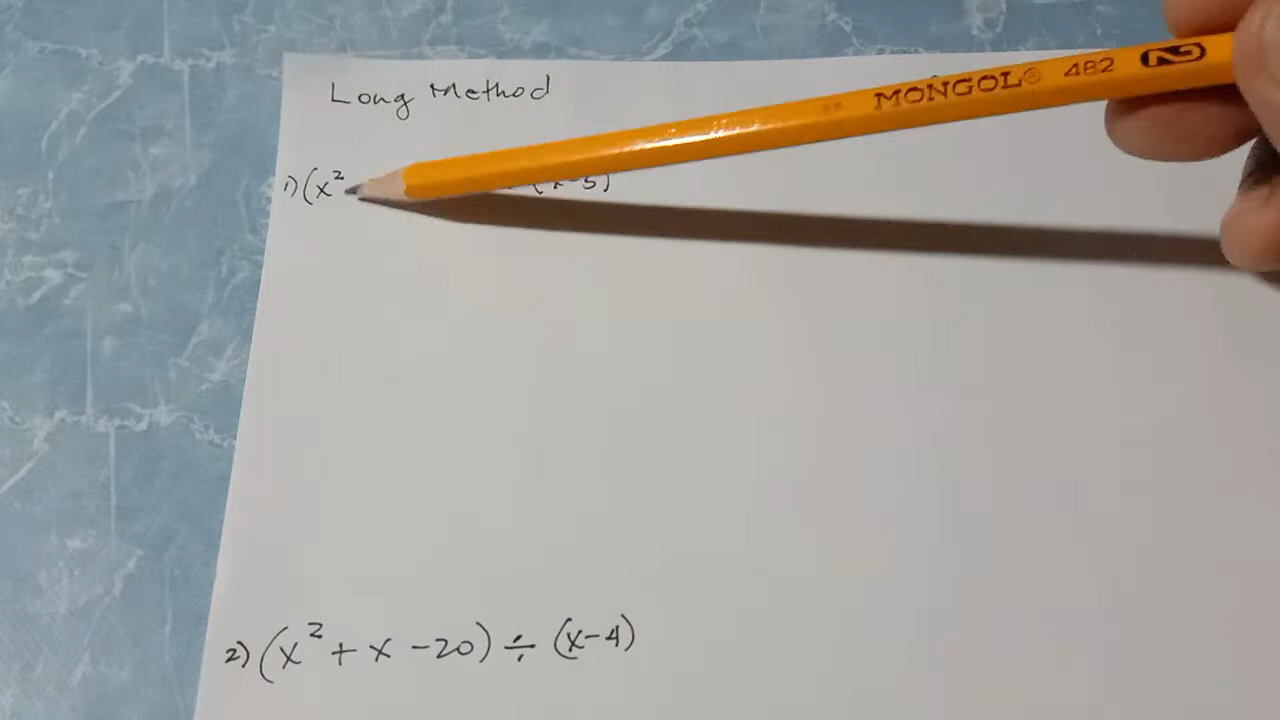 Long Method
MONGOL® 482 2
1) (x²
2) (x² + x -20) ÷ (x-4)